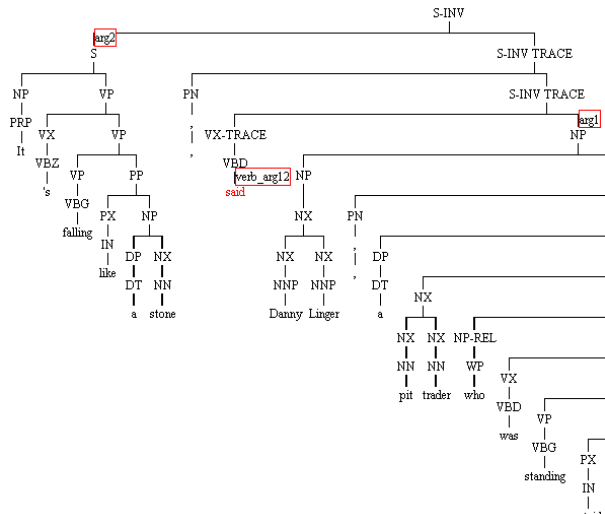 S-INV
arg2
S S-INV TRACE
NP VP PN S-INV TRACE
arg1
PRP VX VP , VX-TRACE NP
It VBZ VP PP , VBD NP
verb_arg12
's VBG said
falling PX NP NX PN
IN DP NX NX NX , DP
like DT NN NNP NNP , DT
a stone Danny Linger a
NX
NX NX NP-REL
NN NN WP
pit trader who
VX
VBD
was
VP
VBG
standing
PX
IN